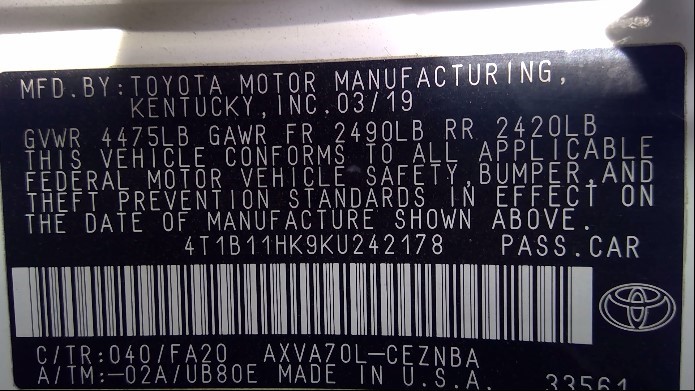 MFD.BY:TOYOTA MOTOR MANUFACTURING,
KENTUCKY,INC.03/19
GVWR 4475LB GAWR FR 2490LB RR 2420LB
THIS VEHICLE CONFORMS TO ALL APPLICABLE
FEDERAL MOTOR VEHICLE SAFETY,BUMPER,AND
THEFT PREVENTION STANDARDS IN EFFECT ON
THE DATE OF MANUFACTURE SHOWN ABOVE.
4T1B11HK9KU242178 PASS.CAR
C/TR:040/FA20 AXVA70L-CEZNBA
A/TM:-02A/UB80E MADE IN U.S.A. 33561